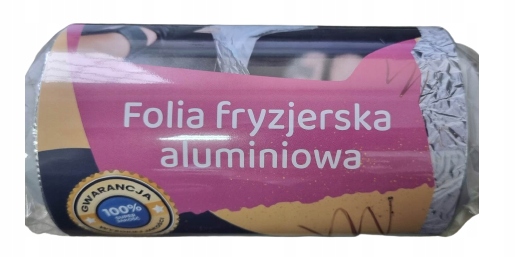 Folia fryzjerska
aluminiowa
GWARANCJA
100%